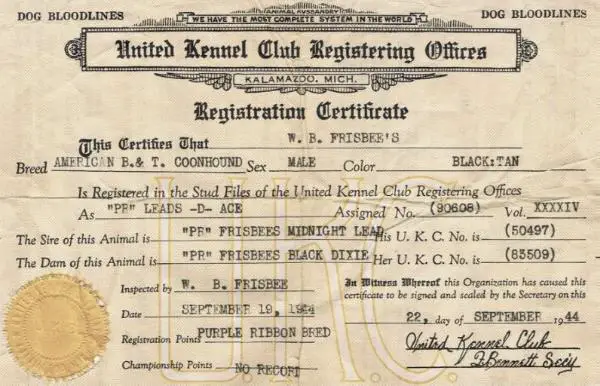 DOG BLOODLINES
ANIMAL HUSBANDRY
DOG BLOODLINES
WE HAVE THE MOST COMPLETE SYSTEM IN THE WORLD
United Kennel Club Registering Offices
KALAMAZOO, MICH.
Registration Certificate
This Certifies That W. B. FRISBEE'S
Breed AMERICAN B.& T. COONHOUND Sex MALE Color BLACK:TAN
Is Registered in the Stud Files of the United Kennel Club Registering Offices
As "PR" LEADS -D- ACE Assigned No. (90608) Vol. XXXXIV
The Sire of this Animal is "PR" FRISBEES MIDNIGHT LEAD His U. K. C. No. is (50497)
The Dam of this Animal is "PR" FRISBEES BLACK DIXIE Her U. K. C. No. is (83509)
Inspected by W. B. FRISBEE
Date SEPTEMBER 19, 1944
Registration Points PURPLE RIBBON BRED
Championship Points NO RECORD
In Witness Whereof this Organization has caused this
certificate to be signed and sealed by the Secretary on this
22, day of SEPTEMBER 1944
United Kennel Club
Bennett Secy
U.K.C.